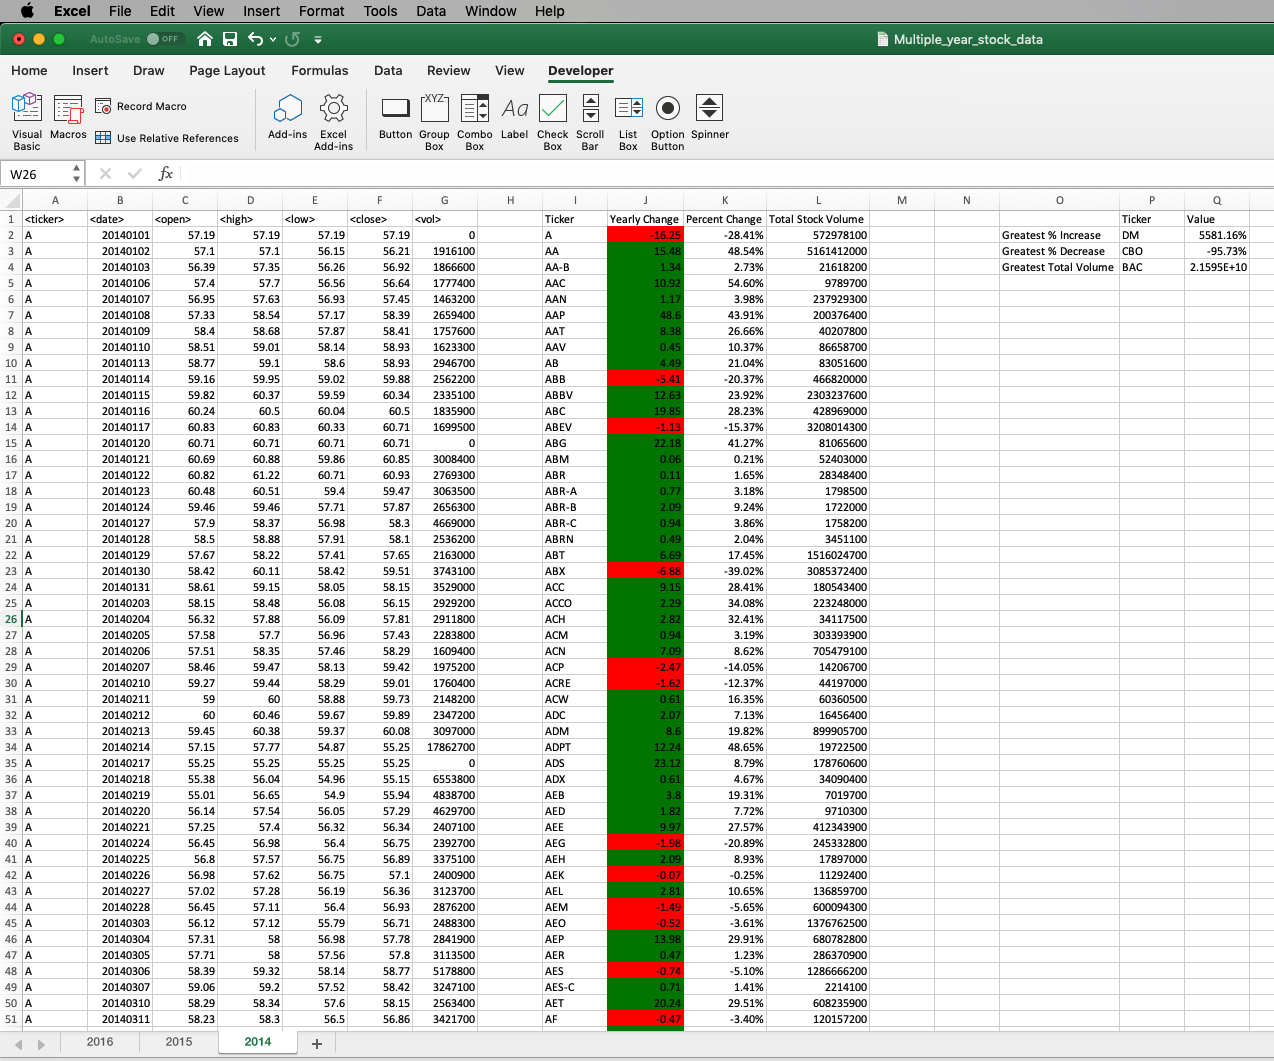 Excel File Edit View Insert Format Tools Data Window Help
AutoSave OFF Multiple_year_stock_data
Home Insert Draw Page Layout Formulas Data Review View Developer
Visual Basic Macros Record Macro Use Relative References Add-ins Excel Add-ins Button Group Box Combo Box Label Check Box Scroll Bar List Box Option Button Spinner
XYZ Aa
W26 fx
A B C D E F G H I J K L M N O P Q
1 <ticker> <date> <open> <high> <low> <close> <vol> Ticker Yearly Change Percent Change Total Stock Volume Ticker Value
2 A 20140101 57.19 57.19 57.19 57.19 0 A -16.25 -28.41% 572978100 Greatest % Increase DM 5581.16%
3 A 20140102 57.1 57.1 56.15 56.21 1916100 AA 15.48 48.54% 5161412000 Greatest % Decrease CBO -95.73%
4 A 20140103 56.39 57.35 56.26 56.92 1866600 AA-B 1.34 2.73% 21618200 Greatest Total Volume BAC 2.1595E+10
5 A 20140106 57.4 57.7 56.56 56.64 1777400 AAC 10.92 54.60% 9789700
6 A 20140107 56.95 57.63 56.93 57.45 1463200 AAN 1.17 3.98% 237929300
7 A 20140108 57.33 58.54 57.17 58.39 2659400 AAP 48.6 43.91% 200376400
8 A 20140109 58.4 58.68 57.87 58.41 1757600 AAT 8.38 26.66% 40207800
9 A 20140110 58.51 59.01 58.14 58.93 1623300 AAV 0.45 10.37% 86658700
10 A 20140113 58.77 59.1 58.6 58.93 2946700 AB 4.49 21.04% 83051600
11 A 20140114 59.16 59.95 59.02 59.88 2562200 ABB -5.41 -20.37% 466820000
12 A 20140115 59.82 60.37 59.59 60.34 2335100 ABBV 12.63 23.92% 2303237600
13 A 20140116 60.24 60.5 60.04 60.5 1835900 ABC 19.85 28.23% 428969000
14 A 20140117 60.83 60.83 60.33 60.71 1699500 ABEV -1.13 -15.37% 3208014300
15 A 20140120 60.71 60.71 60.71 60.71 0 ABG 22.18 41.27% 81065600
16 A 20140121 60.69 60.88 59.86 60.85 3008400 ABM 0.06 0.21% 52403000
17 A 20140122 60.82 61.22 60.71 60.93 2769300 ABR 0.11 1.65% 28348400
18 A 20140123 60.48 60.51 59.4 59.47 3063500 ABR-A 0.77 3.18% 1798500
19 A 20140124 59.46 59.46 57.71 57.87 2656300 ABR-B 2.09 9.24% 1722000
20 A 20140127 57.9 58.37 56.98 58.3 4669000 ABR-C 0.94 3.86% 1758200
21 A 20140128 58.5 58.88 57.91 58.1 2536200 ABRN 0.49 2.04% 3451100
22 A 20140129 57.67 58.22 57.41 57.65 2163000 ABT 6.69 17.45% 1516024700
23 A 20140130 58.42 60.11 58.42 59.51 3743100 ABX -6.88 -39.02% 3085372400
24 A 20140131 58.61 59.15 58.05 58.15 3529000 ACC 9.15 28.41% 180543400
25 A 20140203 58.15 58.48 56.08 56.15 2929200 ACCO 2.29 34.08% 223248000
26 A 20140204 56.32 57.88 56.09 57.81 2911800 ACH 2.82 32.41% 34117500
27 A 20140205 57.58 57.7 56.96 57.43 2283800 ACM 0.94 3.19% 303393900
28 A 20140206 57.51 58.35 57.46 58.29 1609400 ACN 7.09 8.62% 705479100
29 A 20140207 58.46 59.47 58.13 59.42 1975200 ACP -2.47 -14.05% 14206700
30 A 20140210 59.27 59.44 58.29 59.01 1760400 ACRE -1.62 -12.37% 44197000
31 A 20140211 59 60 58.88 59.73 2148200 ACW 0.61 16.35% 60360500
32 A 20140212 60 60.46 59.67 59.89 2347200 ADC 2.07 7.13% 16456400
33 A 20140213 59.45 60.38 59.37 60.08 3097000 ADM 8.6 19.82% 899905700
34 A 20140214 57.15 57.77 54.87 55.25 17862700 ADPT 12.24 48.65% 19722500
35 A 20140217 55.25 55.25 55.25 55.25 0 ADS 23.12 8.79% 178760600
36 A 20140218 55.38 56.04 54.96 55.15 6553800 ADX 0.61 4.67% 34090400
37 A 20140219 55.01 56.65 54.9 55.94 4838700 AEB 3.8 19.31% 7019700
38 A 20140220 56.14 57.54 56.05 57.29 4629700 AED 1.82 7.72% 9710300
39 A 20140221 57.25 57.4 56.32 56.34 2407100 AEE 9.97 27.57% 412343900
40 A 20140224 56.45 56.98 56.4 56.75 2392700 AEG -1.98 -20.89% 245332800
41 A 20140225 56.8 57.57 56.75 56.89 3375100 AEH 2.09 8.93% 17897000
42 A 20140226 56.98 57.62 56.75 57.1 2400900 AEK -0.07 -0.25% 11292400
43 A 20140227 57.02 57.28 56.19 56.36 3123700 AEL 2.81 10.65% 136859700
44 A 20140228 56.45 57.11 56.4 56.93 2876200 AEM -1.49 -5.65% 600094300
45 A 20140303 56.12 57.12 55.79 56.71 2488300 AEO -0.52 -3.61% 1376762500
46 A 20140304 57.31 58 56.98 57.78 2841900 AEP 13.98 29.91% 680782800
47 A 20140305 57.71 58 57.56 57.8 3113500 AER 0.47 1.23% 286370900
48 A 20140306 58.39 59.32 58.14 58.77 5178800 AES -0.74 -5.10% 1286666200
49 A 20140307 59.06 59.2 57.52 58.42 3247100 AES-C 0.71 1.41% 2214100
50 A 20140310 58.29 58.34 57.6 58.15 2563400 AET 20.24 29.51% 608235900
51 A 20140311 58.23 58.3 56.5 56.86 3421700 AF -0.47 -3.40% 120157200
2016 2015 2014 +